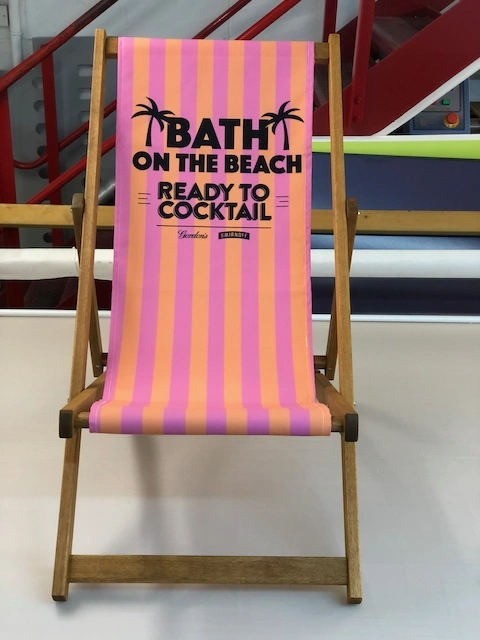 BATH
ON THE BEACH
READY TO
COCKTAIL
Gordon's SMIRNOFF